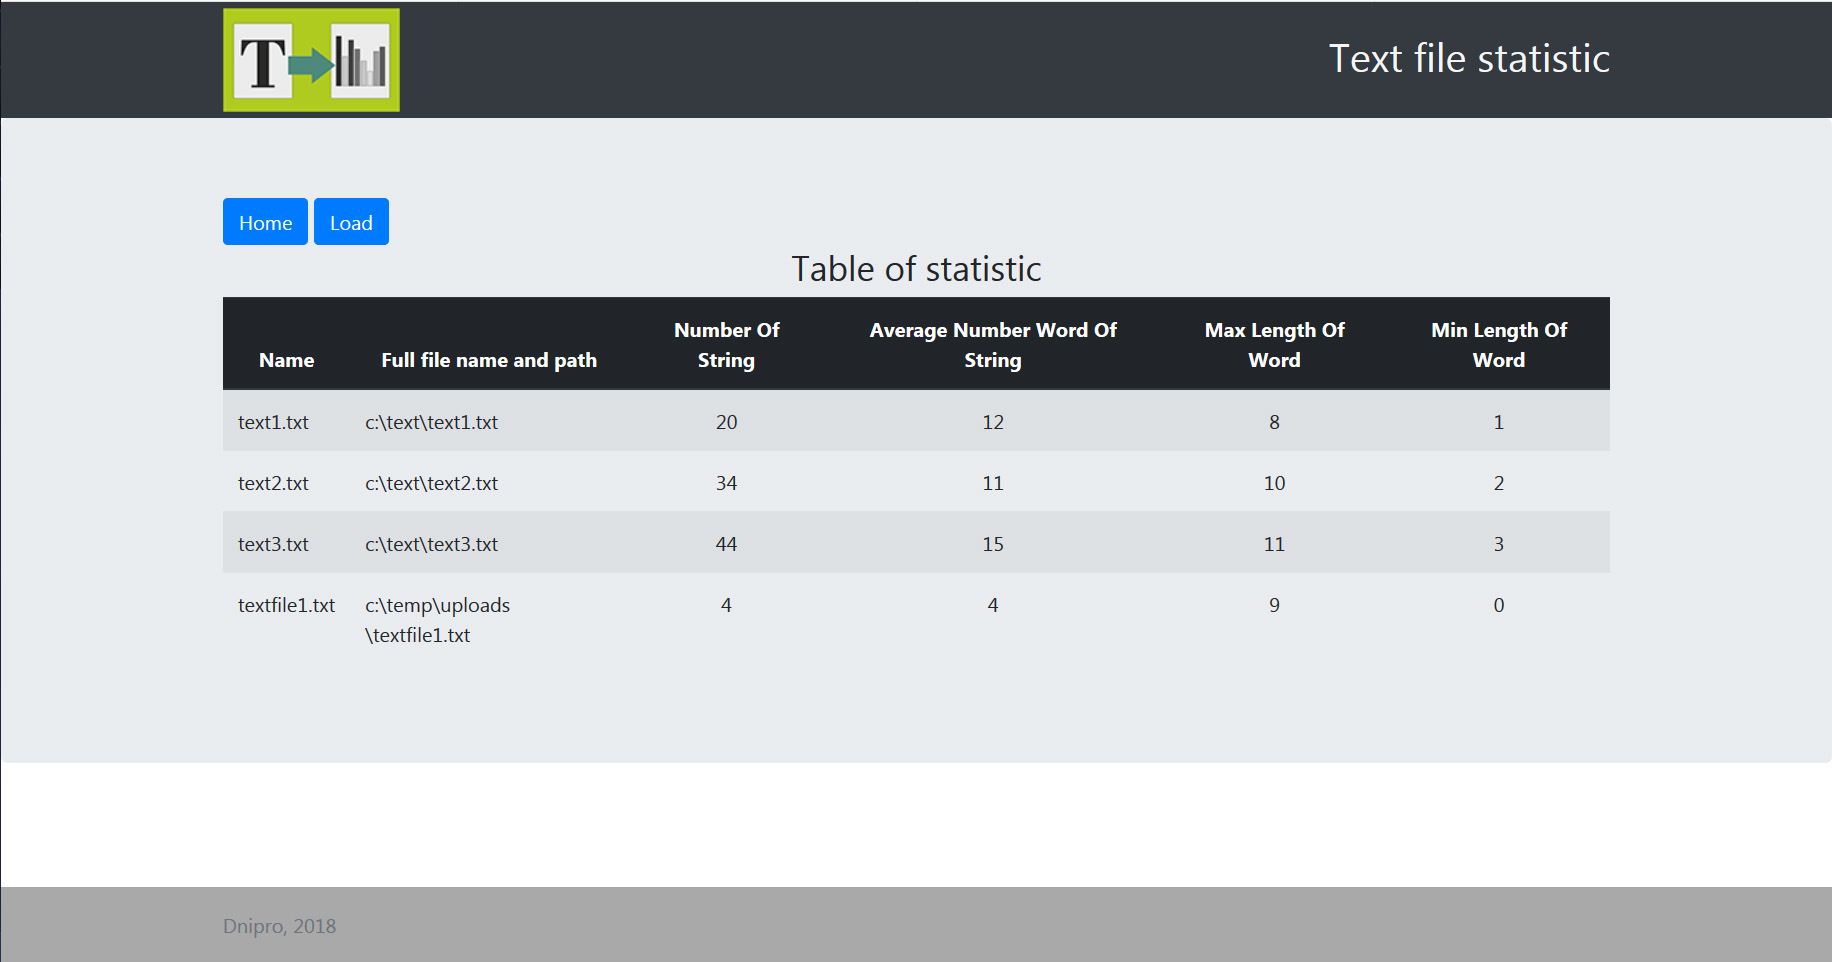 T
Text file statistic
Home Load
Table of statistic
Name Full file name and path Number Of String Average Number Word Of String Max Length Of Word Min Length Of Word
text1.txt c:\text\text1.txt 20 12 8 1
text2.txt c:\text\text2.txt 34 11 10 2
text3.txt c:\text\text3.txt 44 15 11 3
textfile1.txt c:\temp\uploads 4 4 9 0
\textfile1.txt
Dnipro, 2018